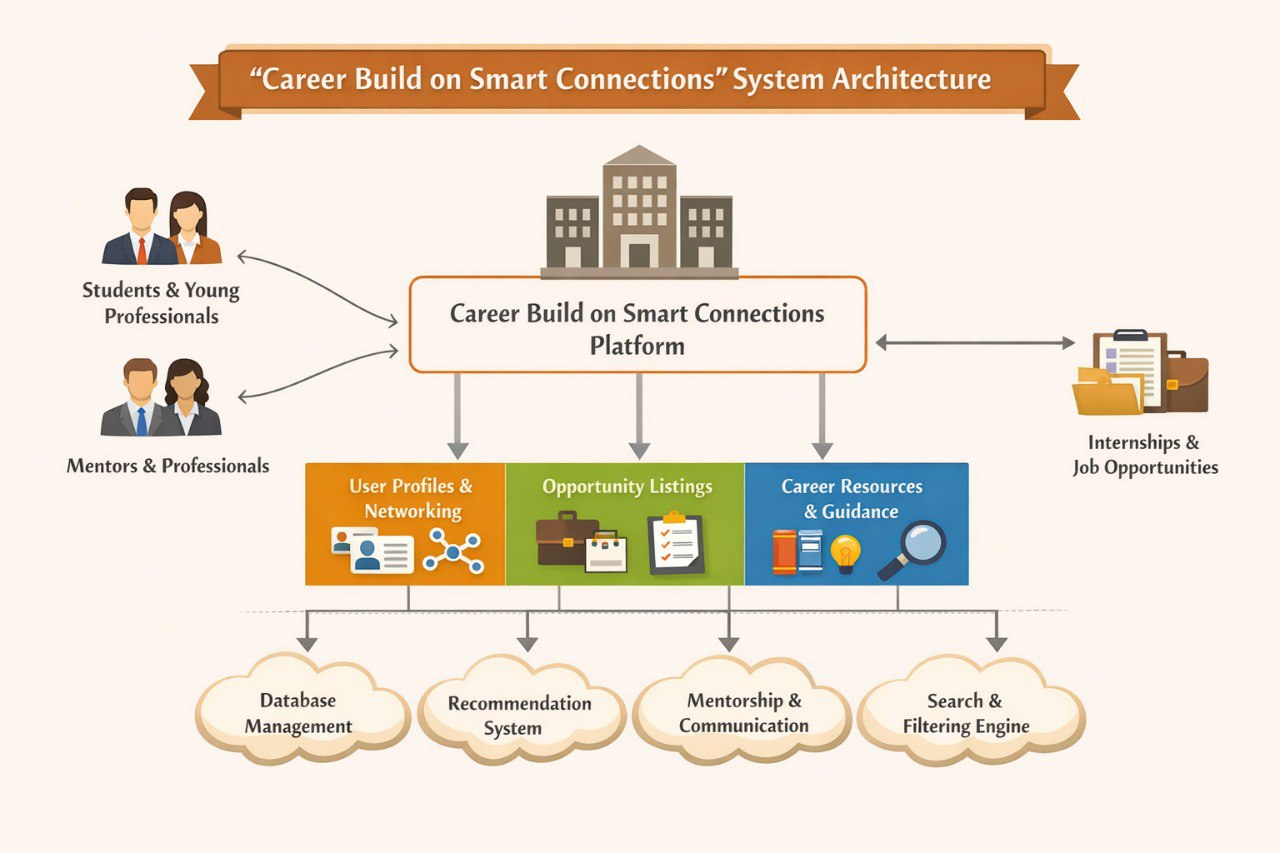 “Career Build on Smart Connections” System Architecture
Students & Young
Professionals
Career Build on Smart Connections
Platform
Mentors & Professionals
Internships &
Job Opportunities
User Profiles &
Networking
Opportunity Listings
Career Resources
& Guidance
Database
Management
Recommendation
System
Mentorship &
Communication
Search &
Filtering Engine